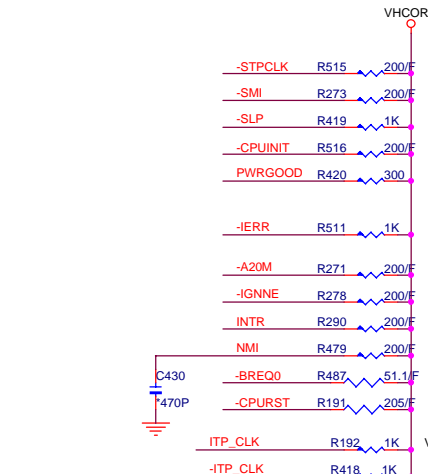 VHCOR
-STPCLK R515 200/F
-SMI R273 200/F
-SLP R419 1K
-CPUINIT R516 200/F
PWRGOOD R420 300
-IERR R511 1K
-A20M R271 200/F
-IGNNE R278 200/F
INTR R290 200/F
NMI R479 200/F
C430 -BREQ0 R487 51.1/F
*470P -CPURST R191 205/F
ITP_CLK R192 1K V
-ITP_CLK R418 1K